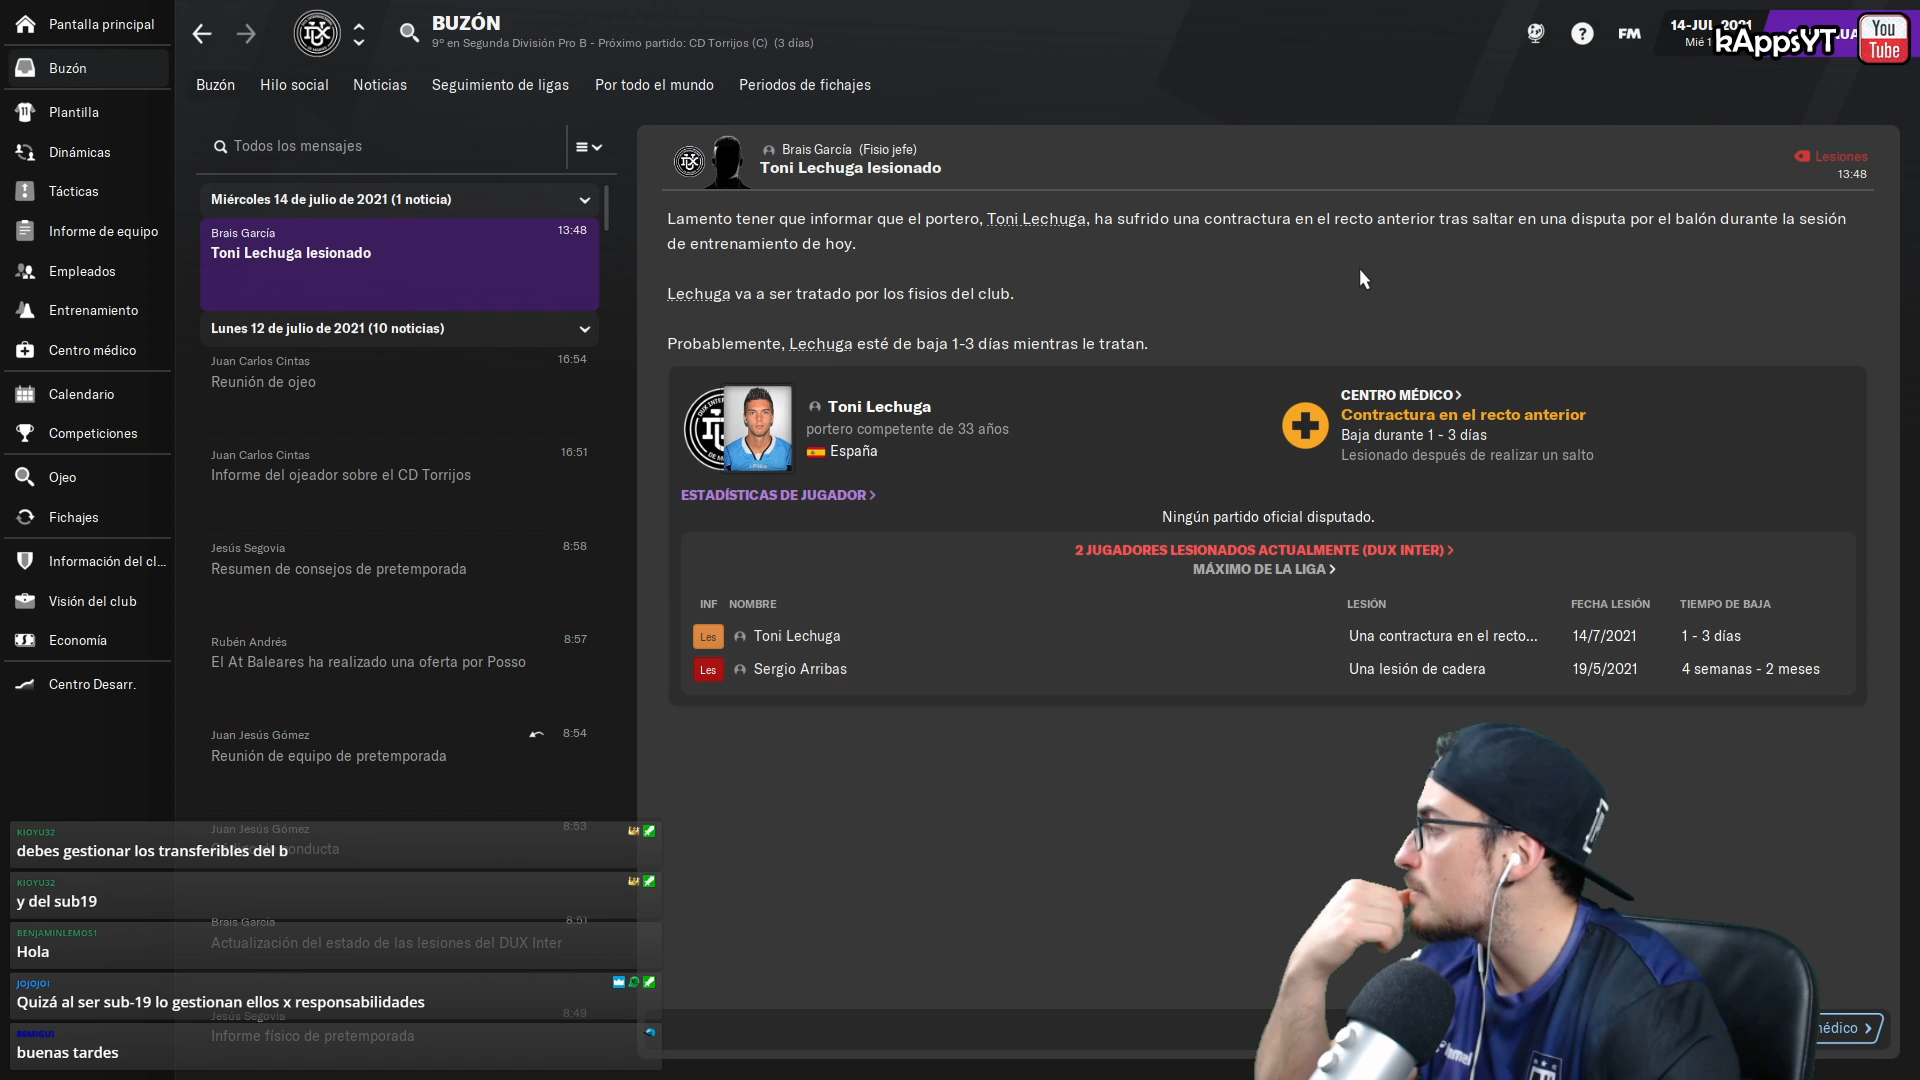 Pantalla principal
Buzón
Plantilla
Dinámicas
Tácticas
Informe de equipo
Empleados
Entrenamiento
Centro médico
Calendario
Competiciones
Ojeo
Fichajes
Información del cl...
Visión del club
Economía
Centro Desarr.
BUZÓN
9º en Segunda División Pro B - Próximo partido: CD Torrijos (C) (3 días)
FM
14-JUL 2021
Mié
kAppsYT
You
Tube
Buzón
Hilo social
Noticias
Seguimiento de ligas
Por todo el mundo
Periodos de fichajes
Todos los mensajes
Miércoles 14 de julio de 2021 (1 noticia)
Brais García 13:48
Toni Lechuga lesionado
Lunes 12 de julio de 2021 (10 noticias)
Juan Carlos Cintas 16:54
Reunión de ojeo
Juan Carlos Cintas 16:51
Informe del ojeador sobre el CD Torrijos
Jesús Segovia 8:58
Resumen de consejos de pretemporada
Rubén Andrés 8:57
El At Baleares ha realizado una oferta por Posso
Juan Jesús Gómez 8:54
Reunión de equipo de pretemporada
Juan Jesús Gómez 8:53
conducta
Brais García 8:51
Actualización del estado de las lesiones del DUX Inter
Jesús Segovia 8:49
Informe físico de pretemporada
KIOYU32
debes gestionar los transferibles del b
KIOYU32
y del sub19
BENJAMINLEMOS1
Hola
JOJOJOI
Quizá al ser sub-19 lo gestionan ellos x responsabilidades
buenas tardes
Brais García (Fisio jefe)
Toni Lechuga lesionado
Lesiones
13:48
Lamento tener que informar que el portero, Toni Lechuga, ha sufrido una contractura en el recto anterior tras saltar en una disputa por el balón durante la sesión
de entrenamiento de hoy.
Lechuga va a ser tratado por los fisios del club.
Probablemente, Lechuga esté de baja 1-3 días mientras le tratan.
Toni Lechuga
portero competente de 33 años
España
CENTRO MÉDICO
Contractura en el recto anterior
Baja durante 1 - 3 días
Lesionado después de realizar un salto
ESTADÍSTICAS DE JUGADOR
Ningún partido oficial disputado.
2 JUGADORES LESIONADOS ACTUALMENTE (DUX INTER)
MÁXIMO DE LA LIGA
INF NOMBRE LESIÓN FECHA LESIÓN TIEMPO DE BAJA
Les Toni Lechuga Una contractura en el recto... 14/7/2021 1 - 3 días
Les Sergio Arribas Una lesión de cadera 19/5/2021 4 semanas - 2 meses
médico